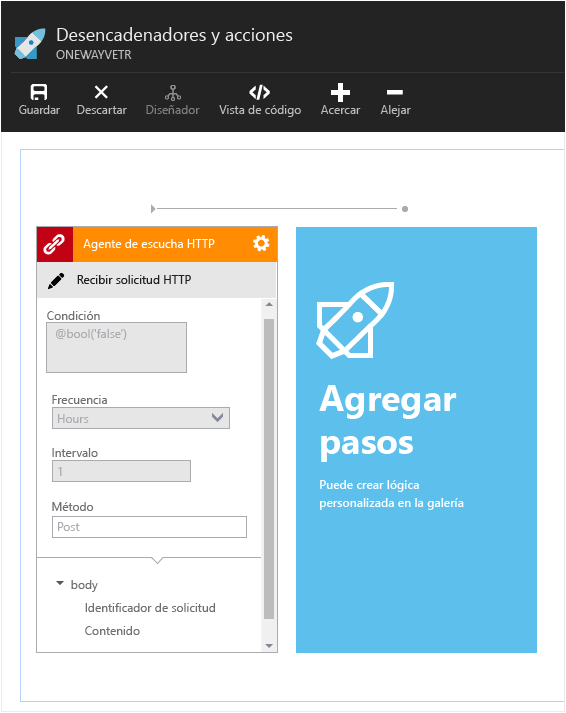 Desencadenadores y acciones
ONEWAYVETR
Guardar Descartar Diseñador Vista de código Acercar Alejar
Agente de escucha HTTP
Recibir solicitud HTTP
Condición
@bool('false')
Frecuencia
Hours
Intervalo
1
Método
Post
body
Identificador de solicitud
Contenido
Agregar
pasos
Puede crear lógica
personalizada en la galería